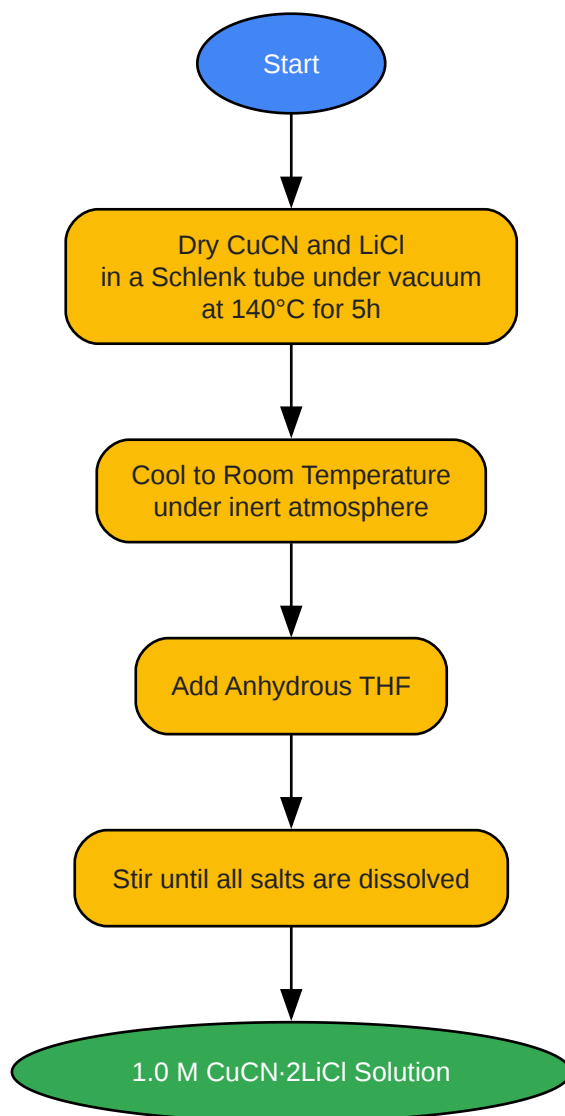 Start
Dry CuCN and LiCl
in a Schlenk tube under vacuum
at 140°C for 5h
Cool to Room Temperature
under inert atmosphere
Add Anhydrous THF
Stir until all salts are dissolved
1.0 M CuCN·2LiCl Solution